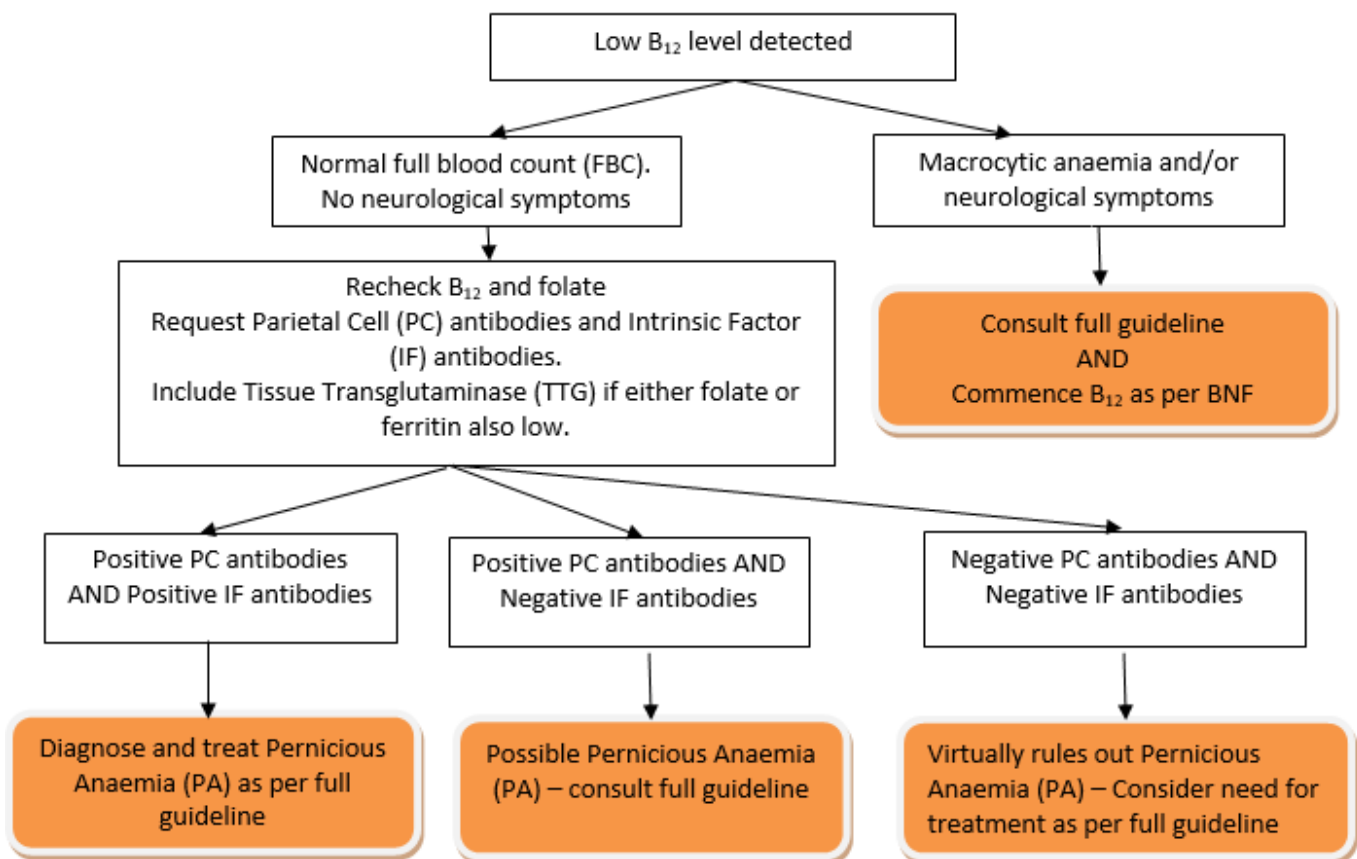 Low B₁₂ level detected
Normal full blood count (FBC).
No neurological symptoms
Macrocytic anaemia and/or
neurological symptoms
Recheck B₁₂ and folate
Request Parietal Cell (PC) antibodies and Intrinsic Factor
(IF) antibodies.
Include Tissue Transglutaminase (TTG) if either folate or
ferritin also low.
Consult full guideline
AND
Commence B₁₂ as per BNF
Positive PC antibodies
AND Positive IF antibodies
Positive PC antibodies AND
Negative IF antibodies
Negative PC antibodies AND
Negative IF antibodies
Diagnose and treat Pernicious
Anaemia (PA) as per full
guideline
Possible Pernicious Anaemia
(PA) – consult full guideline
Virtually rules out Pernicious
Anaemia (PA) – Consider need for
treatment as per full guideline